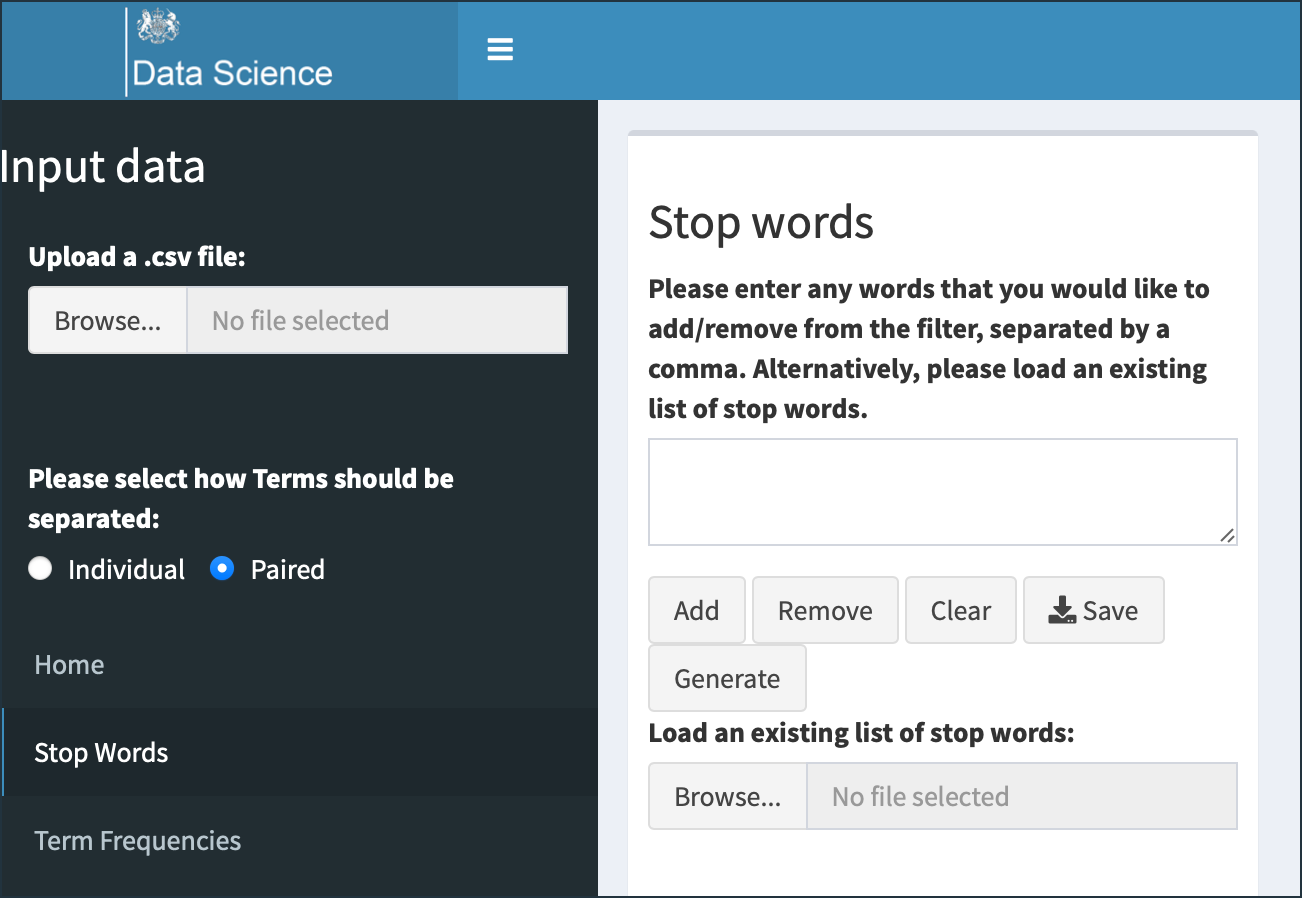 Data Science
Input data
Upload a .csv file:
Browse... No file selected
Please select how Terms should be
separated:
Individual Paired
Home
Stop Words
Term Frequencies
Stop words
Please enter any words that you would like to
add/remove from the filter, separated by a
comma. Alternatively, please load an existing
list of stop words.
Add Remove Clear Save
Generate
Load an existing list of stop words:
Browse... No file selected